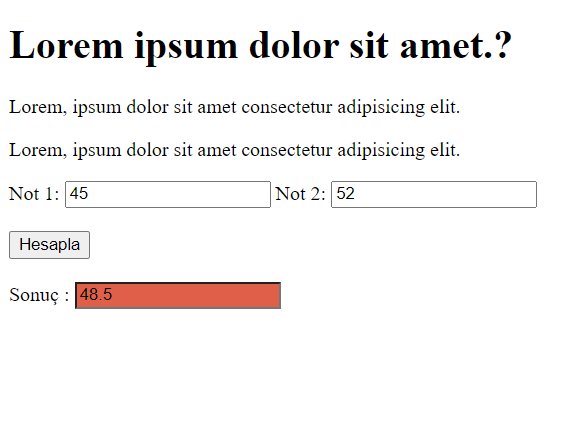 Lorem ipsum dolor sit amet.?
Lorem, ipsum dolor sit amet consectetur adipisicing elit.
Lorem, ipsum dolor sit amet consectetur adipisicing elit.
Not 1: 45 Not 2: 52
Hesapla
Sonuç : 48.5